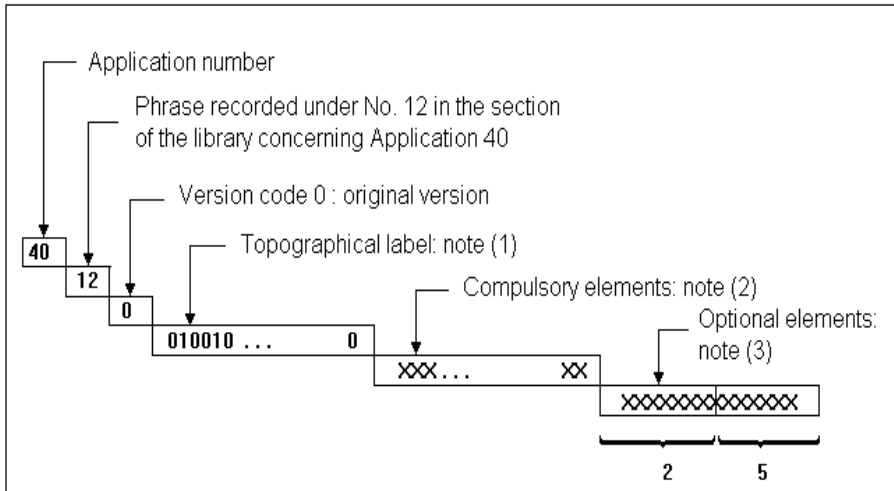 Application number
Phrase recorded under No. 12 in the section
of the library concerning Application 40
Version code 0 : original version
40
Topographical label: note (1)
12
Compulsory elements: note (2)
0
Optional elements:
note (3)
010010 ... 0
XXX... XX
XXXXXXXXXXXXXXX
2 5